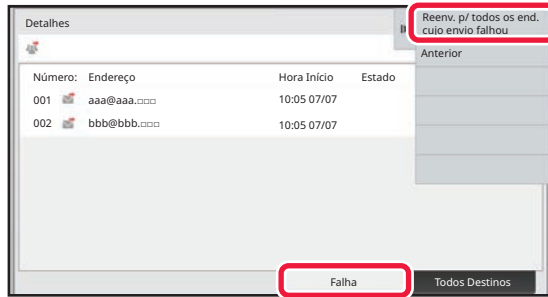 Detalhes
Reenv. p/ todos os end.
cujo envio falhou
Anterior
Número: Endereço Hora Início Estado
001 aaa@aaa.□□□ 10:05 07/07
002 bbb@bbb.□□□ 10:05 07/07
Falha Todos Destinos